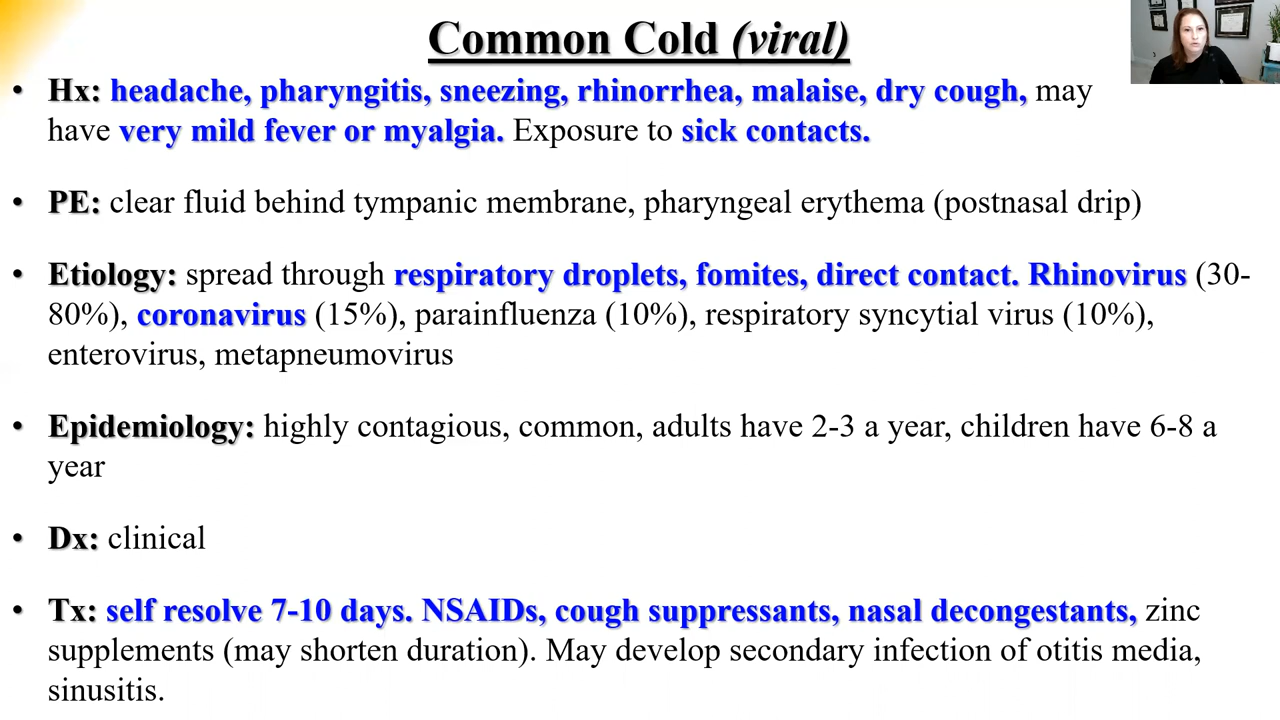 Common Cold (viral)
• Hx: headache, pharyngitis, sneezing, rhinorrhea, malaise, dry cough, may
have very mild fever or myalgia. Exposure to sick contacts.
• PE: clear fluid behind tympanic membrane, pharyngeal erythema (postnasal drip)
• Etiology: spread through respiratory droplets, fomites, direct contact. Rhinovirus (30-
80%), coronavirus (15%), parainfluenza (10%), respiratory syncytial virus (10%),
enterovirus, metapneumovirus
• Epidemiology: highly contagious, common, adults have 2-3 a year, children have 6-8 a
year
• Dx: clinical
• Tx: self resolve 7-10 days. NSAIDs, cough suppressants, nasal decongestants, zinc
supplements (may shorten duration). May develop secondary infection of otitis media,
sinusitis.